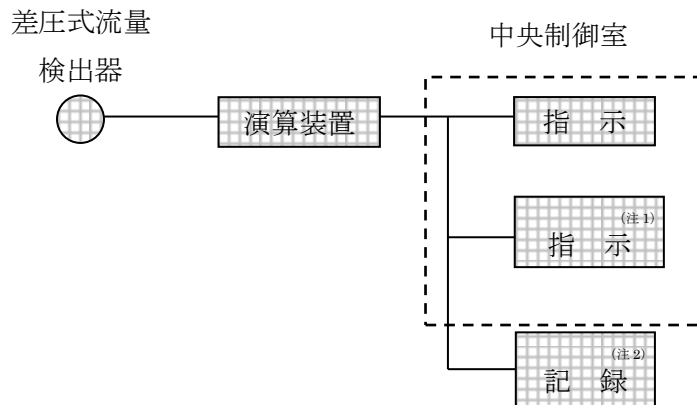 差圧式流量
検出器
中央制御室
演算装置
指 示
(注1)
指 示
(注2)
記 録